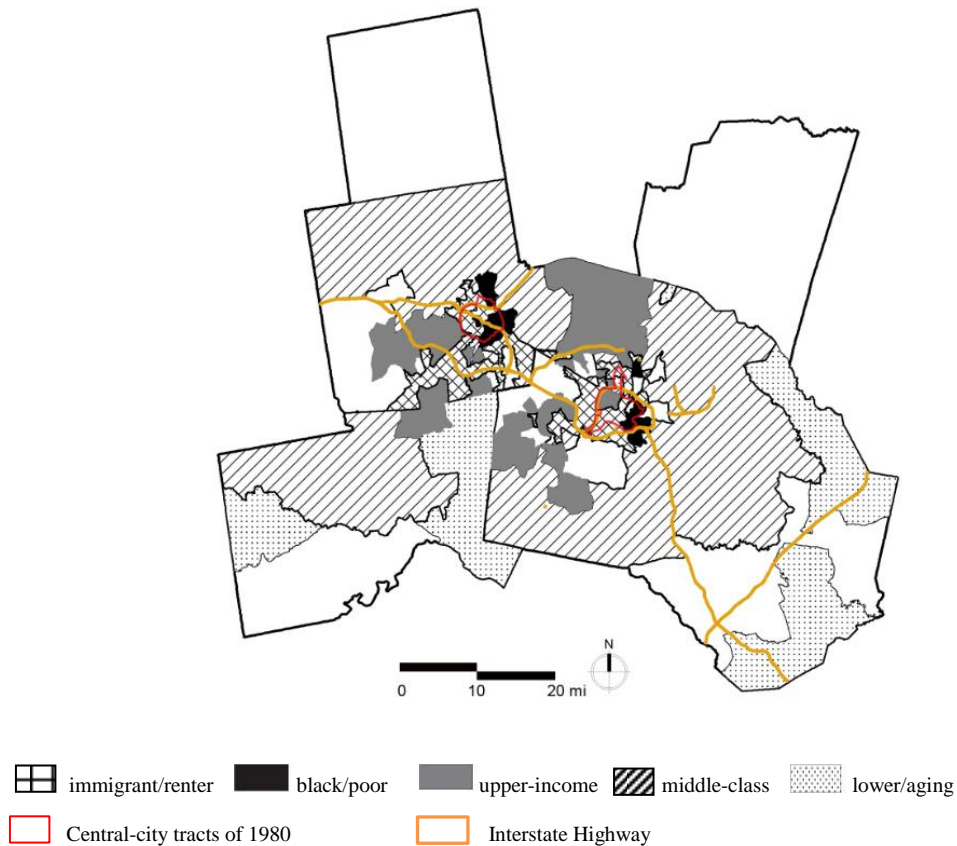 N
0 10 20 mi
immigrant/renter black/poor upper-income middle-class lower/aging
Central-city tracts of 1980 Interstate Highway